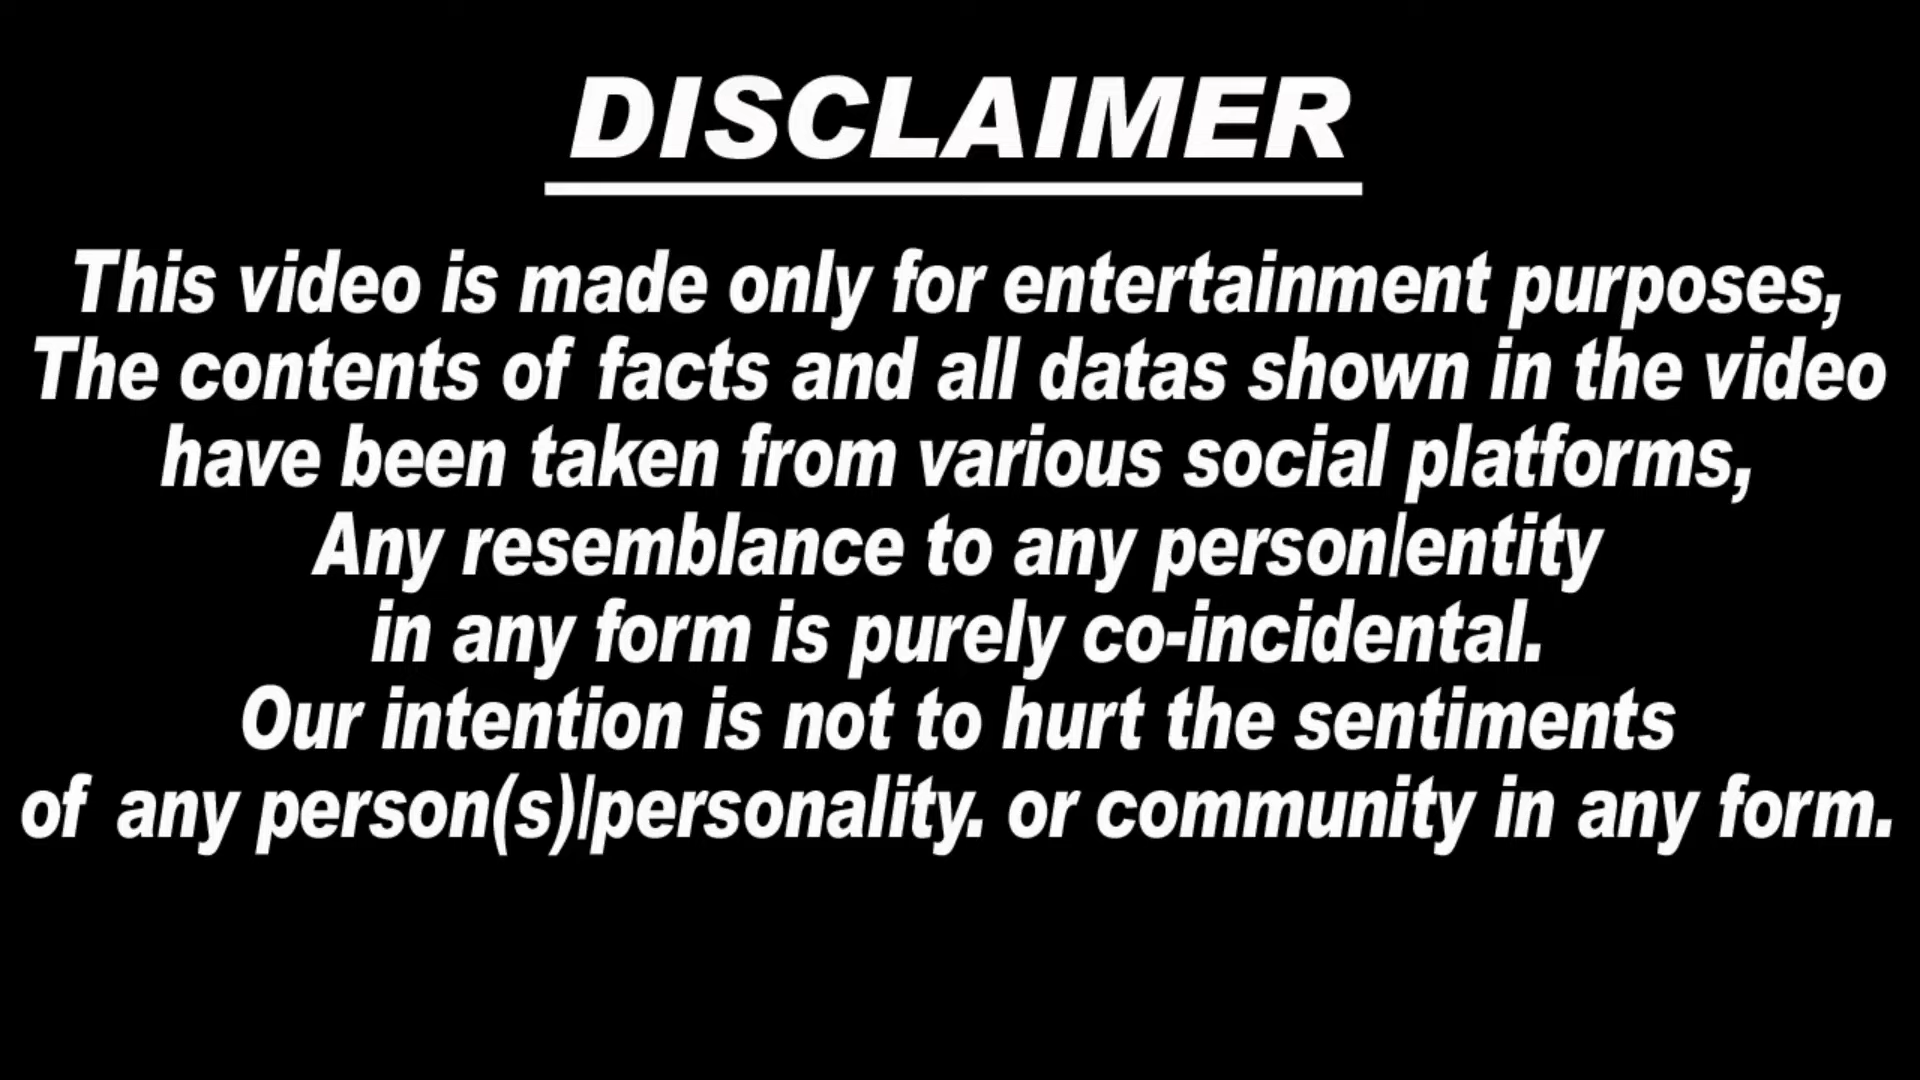 DISCLAIMER
This video is made only for entertainment purposes,
The contents of facts and all datas shown in the video
have been taken from various social platforms,
Any resemblance to any person/entity
in any form is purely co-incidental.
Our intention is not to hurt the sentiments
of any person(s)/personality. or community in any form.